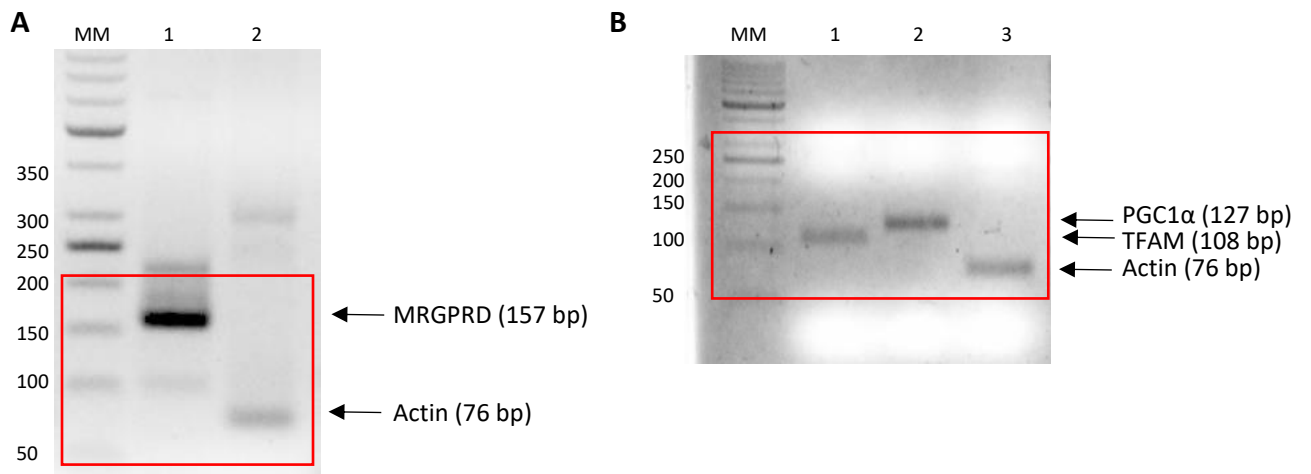 A
MM 1 2
350
300
250
200
150
100
50
MRGPRD (157 bp)
Actin (76 bp)
B
MM 1 2 3
250
200
150
100
50
PGC1α (127 bp)
TFAM (108 bp)
Actin (76 bp)